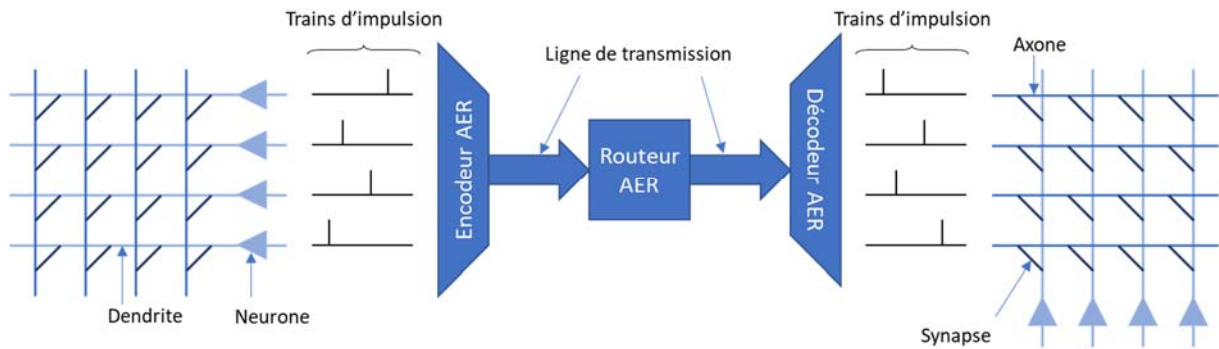 Trains d’impulsion
Trains d’impulsion
Ligne de transmission
Axone
Encodeur AER
Routeur
AER
Décodeur AER
Dendrite
Neurone
Synapse